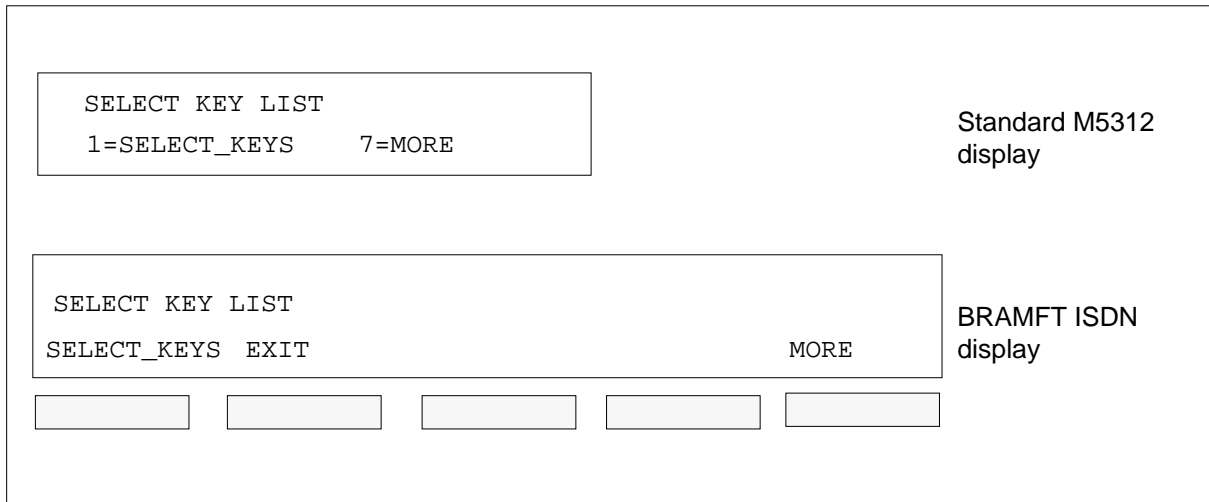 SELECT KEY LIST
1=SELECT_KEYS 7=MORE
Standard M5312
display
SELECT KEY LIST
SELECT_KEYS EXIT MORE
BRAMFT ISDN
display